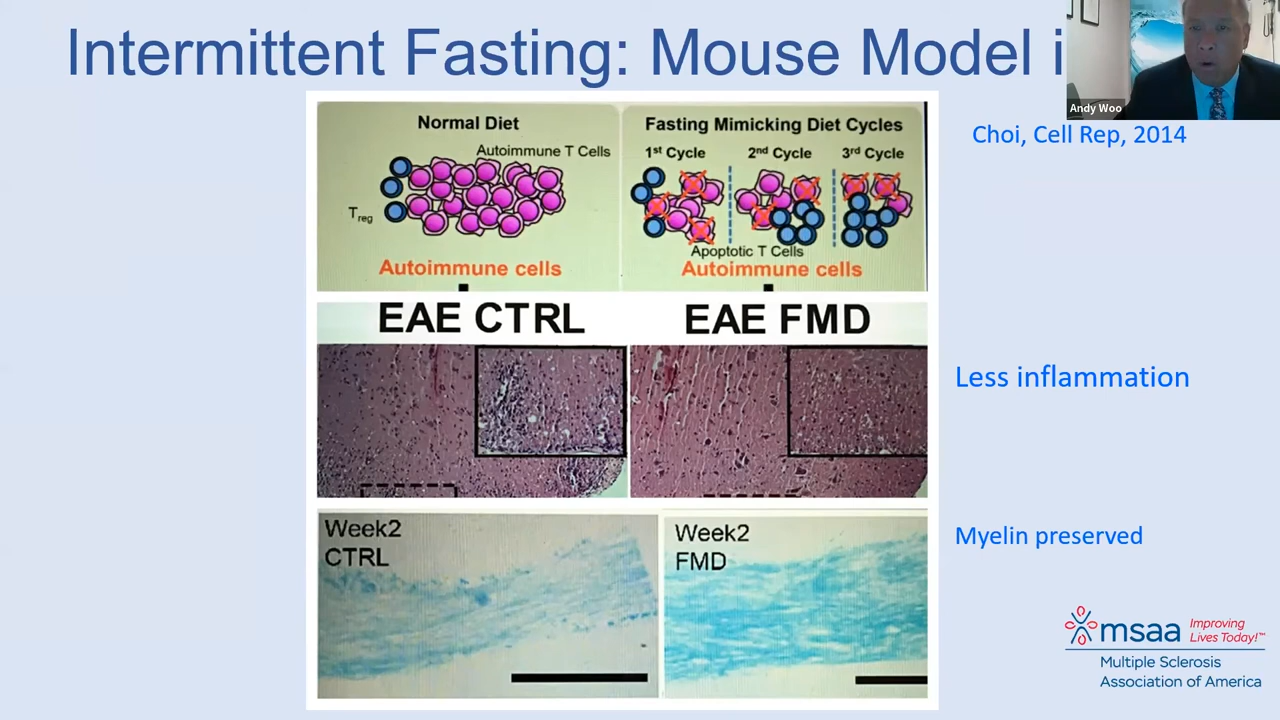 Intermittent Fasting: Mouse Model i
Andy Woo
Choi, Cell Rep, 2014
Normal Diet
Autoimmune T Cells
Treg
Autoimmune cells
Fasting Mimicking Diet Cycles
1st Cycle
2nd Cycle
3rd Cycle
Apoptotic T Cells
Autoimmune cells
EAE CTRL
EAE FMD
Less inflammation
Week2
CTRL
Week2
FMD
Myelin preserved
msaa
Improving
Lives Today!™
Multiple Sclerosis
Association of America